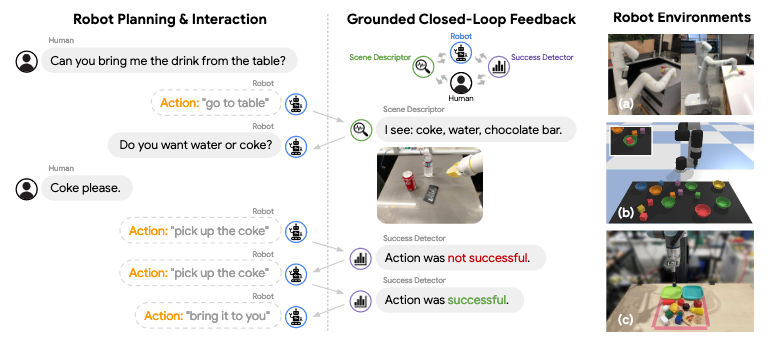 Robot Planning & Interaction
Human
Can you bring me the drink from the table?
Robot
Action: "go to table"
Robot
Do you want water or coke?
Human
Coke please.
Robot
Action: "pick up the coke"
Robot
Action: "pick up the coke"
Robot
Action: "bring it to you"
Grounded Closed-Loop Feedback
Robot
Scene Descriptor
Success Detector
Human
Scene Descriptor
I see: coke, water, chocolate bar.
Success Detector
Action was not successful.
Success Detector
Action was successful.
Robot Environments
(a)
(b)
(c)